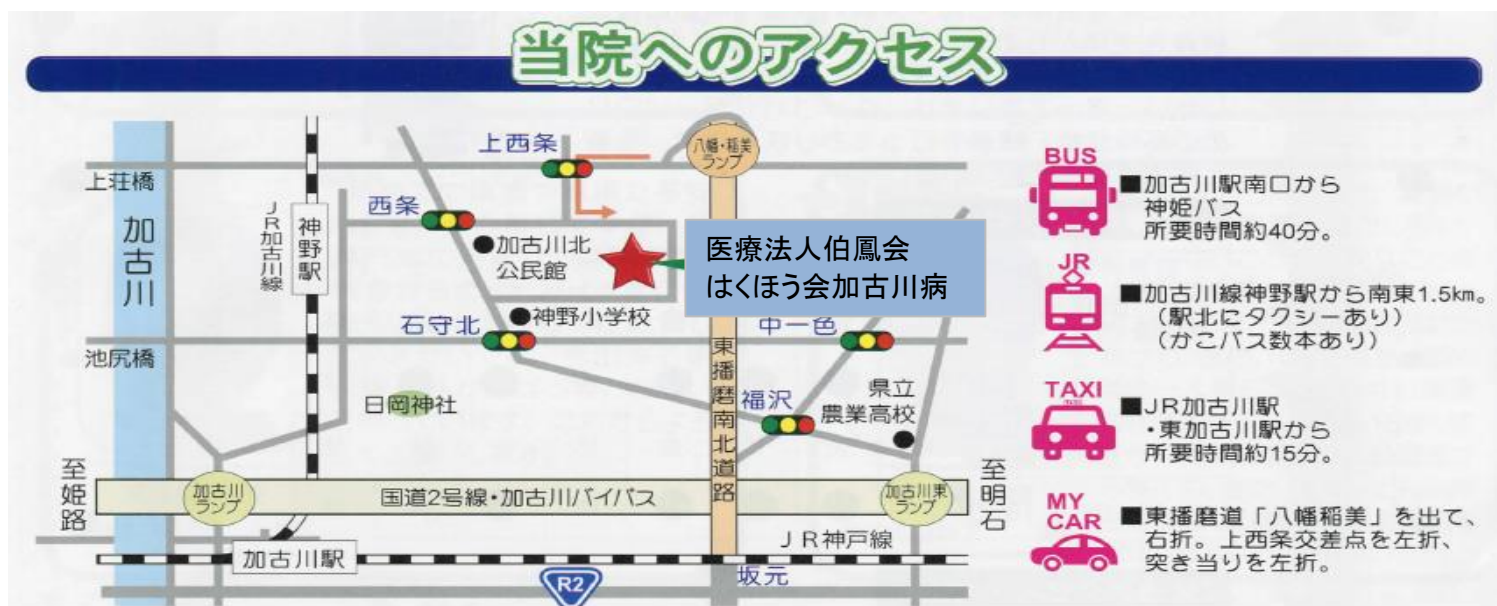 当院へのアクセス
上西条
八幡・稲美
ランプ
上荘橋
西条
加古川
JR加古川線
神野駅
加古川北
公民館
医療法人伯鳳会
はくほう会加古川病
神野小学校
石守北
中一色
池尻橋
東播磨南北道路
日岡神社
福沢
県立
農業高校
至姫路
加古川
ランプ
国道2号線・加古川バイパス
加古川東
ランプ
至明石
JR神戸線
加古川駅
坂元
R2
BUS
■加古川駅南口から
神姫バス
所要時間約40分。
JR
■加古川線神野駅から南東1.5km。
(駅北にタクシーあり)
(かこバス数本あり)
TAXI
■JR加古川駅
・東加古川駅から
所要時間約15分。
MY
CAR
■東播磨道「八幡稲美」を出て、
右折。上西条交差点を左折、
突き当りを左折。